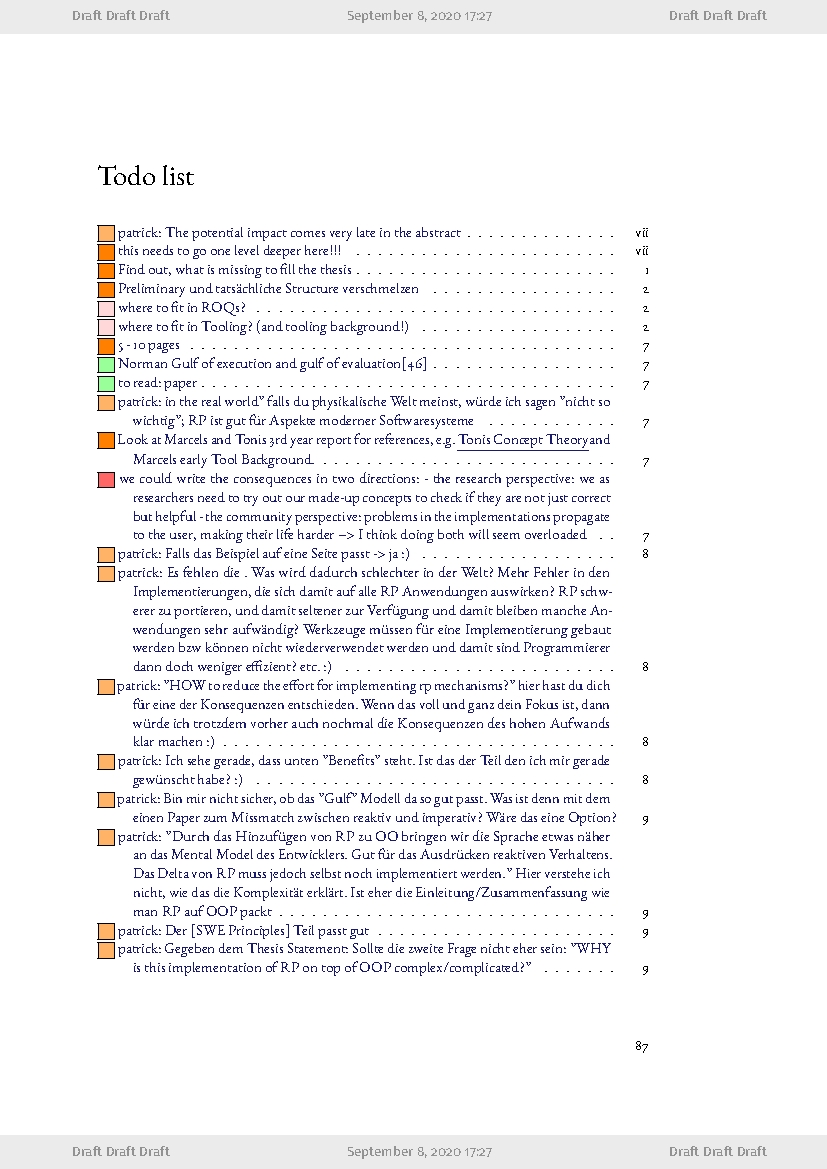 Draft Draft Draft September 8, 2020 17:27 Draft Draft Draft
Todo list
patrick: The potential impact comes very late in the abstract . . . . . . . . . . . . . . vii
this needs to go one level deeper here!!! . . . . . . . . . . . . . . . . . . . . . . . . vii
Find out, what is missing to fill the thesis . . . . . . . . . . . . . . . . . . . . . . . . 1
Preliminary und tatsächliche Structure verschmelzen . . . . . . . . . . . . . . . . . 2
where to fit in ROQs? . . . . . . . . . . . . . . . . . . . . . . . . . . . . . . . . . 2
where to fit in Tooling? (and tooling background!) . . . . . . . . . . . . . . . . . . 2
5 - 10 pages . . . . . . . . . . . . . . . . . . . . . . . . . . . . . . . . . . . . . . . 7
Norman Gulf of execution and gulf of evaluation[46] . . . . . . . . . . . . . . . . . 7
to read: paper . . . . . . . . . . . . . . . . . . . . . . . . . . . . . . . . . . . . . . 7
patrick: in the real world” falls du physikalische Welt meinst, würde ich sagen ”nicht so
wichtig”; RP ist gut für Aspekte moderner Softwaresysteme . . . . . . . . . . . . 7
Look at Marcels and Tonis 3rd year report for references, e.g. Tonis Concept Theory and
Marcels early Tool Background. . . . . . . . . . . . . . . . . . . . . . . . . . . . 7
we could write the consequences in two directions: - the research perspective: we as
researchers need to try out our made-up concepts to check if they are not just correct
but helpful - the community perspective: problems in the implementations propagate
to the user, making their life harder –> I think doing both will seem overloaded . . 7
patrick: Falls das Beispiel auf eine Seite passt -> ja :) . . . . . . . . . . . . . . . . . . 8
patrick: Es fehlen die . Was wird dadurch schlechter in der Welt? Mehr Fehler in den
Implementierungen, die sich damit auf alle RP Anwendungen auswirken? RP schw-
erer zu portieren, und damit seltener zur Verfügung und damit bleiben manche An-
wendungen sehr aufwändig? Werkzeuge müssen für eine Implementierung gebaut
werden bzw können nicht wiederverwendet werden und damit sind Programmierer
dann doch weniger effizient? etc. :) . . . . . . . . . . . . . . . . . . . . . . . . . 8
patrick: ”HOW to reduce the effort for implementing rp mechanisms?” hier hast du dich
für eine der Konsequenzen entschieden. Wenn das voll und ganz dein Fokus ist, dann
würde ich trotzdem vorher auch nochmal die Konsequenzen des hohen Aufwands
klar machen :) . . . . . . . . . . . . . . . . . . . . . . . . . . . . . . . . . . . . 8
patrick: Ich sehe gerade, dass unten ”Benefits” steht. Ist das der Teil den ich mir gerade
gewünscht habe? :) . . . . . . . . . . . . . . . . . . . . . . . . . . . . . . . . . 8
patrick: Bin mir nicht sicher, ob das ”Gulf” Modell da so gut passt. Was ist denn mit dem
einen Paper zum Missmatch zwischen reaktiv und imperativ? Wäre das eine Option? 9
patrick: ”Durch das Hinzufügen von RP zu OO bringen wir die Sprache etwas näher
an das Mental Model des Entwicklers. Gut für das Ausdrücken reaktiven Verhaltens.
Das Delta von RP muss jedoch selbst noch implementiert werden.” Hier verstehe ich
nicht, wie das die Komplexität erklärt. Ist eher die Einleitung/Zusammenfassung wie
man RP auf OOP packt . . . . . . . . . . . . . . . . . . . . . . . . . . . . . . . 9
patrick: Der [SWE Principles] Teil passt gut . . . . . . . . . . . . . . . . . . . . . . 9
patrick: Gegeben dem Thesis Statement: Sollte die zweite Frage nicht eher sein: ”WHY
is this implementation of RP on top of OOP complex/complicated?” . . . . . . . 9
87
Draft Draft Draft September 8, 2020 17:27 Draft Draft Draft